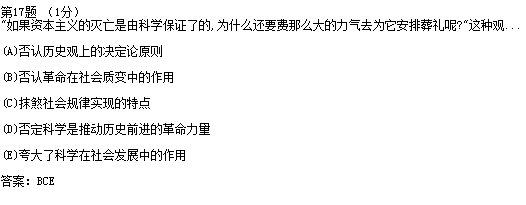 第17题 (1分)
"如果资本主义的灭亡是由科学保证了的,为什么还要费那么大的力气去为它安排葬礼呢?"这种观...
(A)否认历史观上的决定论原则
(B)否认革命在社会质变中的作用
(C)抹煞社会规律实现的特点
(D)否定科学是推动历史前进的革命力量
(E)夸大了科学在社会发展中的作用
答案: BCE